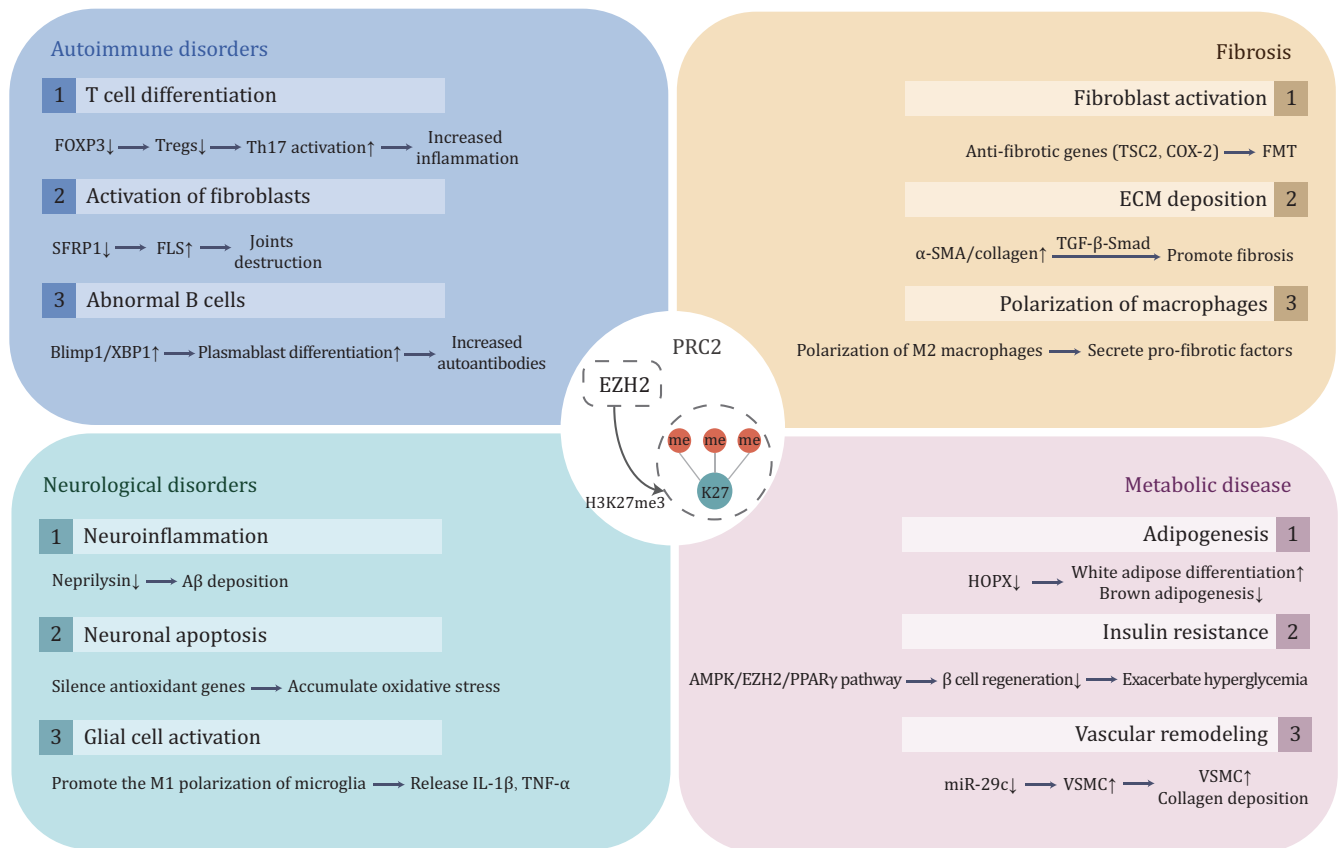 Autoimmune disorders
1 T cell differentiation
FOXP3↓ → Tregs↓ → Th17 activation↑ → Increased
inflammation
2 Activation of fibroblasts
SFRP1↓ → FLS↑ → Joints
destruction
3 Abnormal B cells
Blimp1/XBP1↑ → Plasmablast differentiation↑ → Increased
autoantibodies
Fibrosis
Fibroblast activation 1
Anti-fibrotic genes (TSC2, COX-2) → FMT
ECM deposition 2
TGF-β-Smad
α-SMA/collagen↑ → Promote fibrosis
Polarization of macrophages 3
Polarization of M2 macrophages → Secrete pro-fibrotic factors
PRC2
EZH2
me me me
K27
H3K27me3
Neurological disorders
1 Neuroinflammation
Neprilysin↓ → Aβ deposition
2 Neuronal apoptosis
Silence antioxidant genes → Accumulate oxidative stress
3 Glial cell activation
Promote the M1 polarization of microglia → Release IL-1β, TNF-α
Metabolic disease
Adipogenesis 1
HOPX↓ → White adipose differentiation↑
Brown adipogenesis↓
Insulin resistance 2
AMPK/EZH2/PPARγ pathway → β cell regeneration↓ → Exacerbate hyperglycemia
Vascular remodeling 3
miR-29c↓ → VSMC↑ → VSMC↑
Collagen deposition